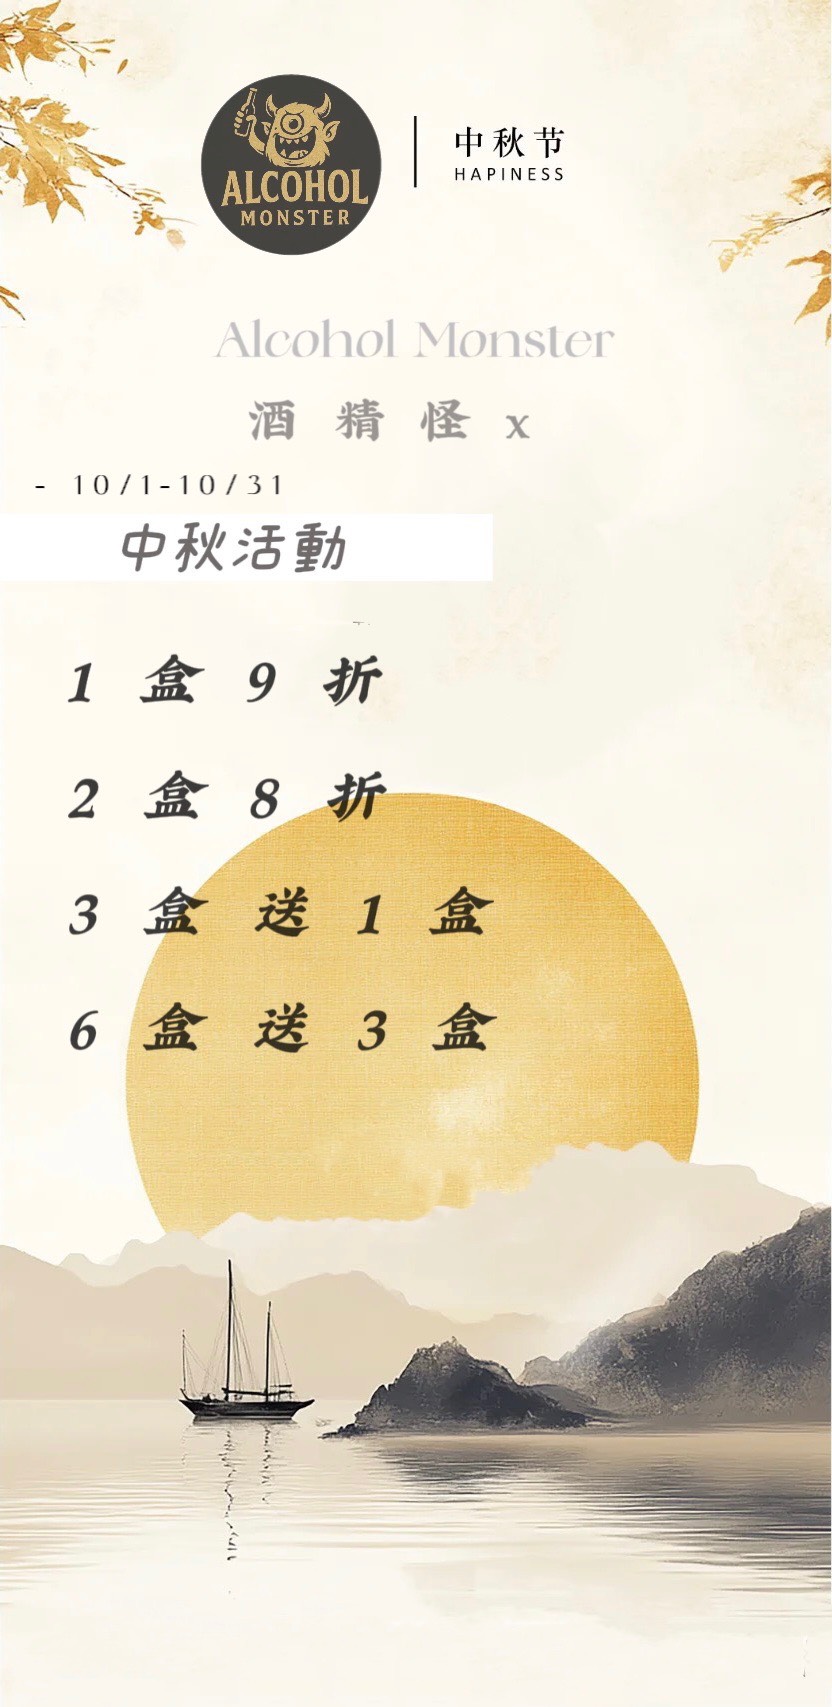 ALCOHOL
MONSTER
中秋节
HAPINESS
Alcohol Monster
酒精怪x
- 10/1-10/31
中秋活動
1盒9折
2盒8折
3盒送1盒
6盒送3盒